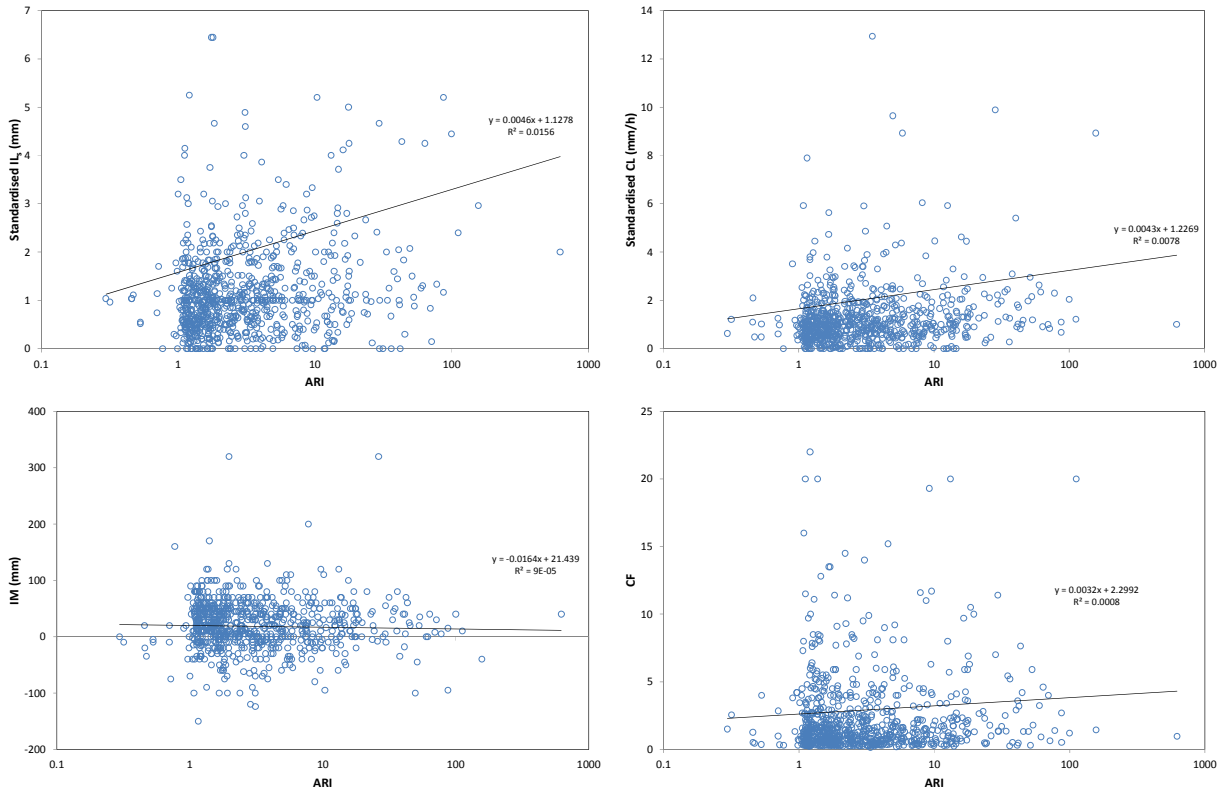 7
6
5
4
3
2
1
0
Standardised ILs (mm)
y = 0.0046x + 1.1278
R² = 0.0156
0.1 1 10 100 1000
ARI
14
12
10
8
6
4
2
0
Standardised CL (mm/h)
y = 0.0043x + 1.2269
R² = 0.0078
0.1 1 10 100 1000
ARI
400
300
200
100
0
-100
-200
IM (mm)
y = -0.0164x + 21.439
R² = 9E-05
0.1 1 10 100 1000
ARI
25
20
15
10
5
0
CF
y = 0.0032x + 2.2992
R² = 0.0008
0.1 1 10 100 1000
ARI